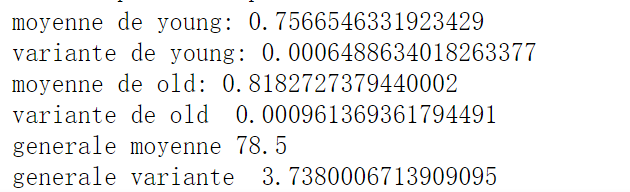 moyenne de young: 0.7566546331923429
variante de young: 0.0006488634018263377
moyenne de old: 0.8182727379440002
variante de old  0.000961369361794491
generale moyenne 78.5
generale variante  3.7380006713909095